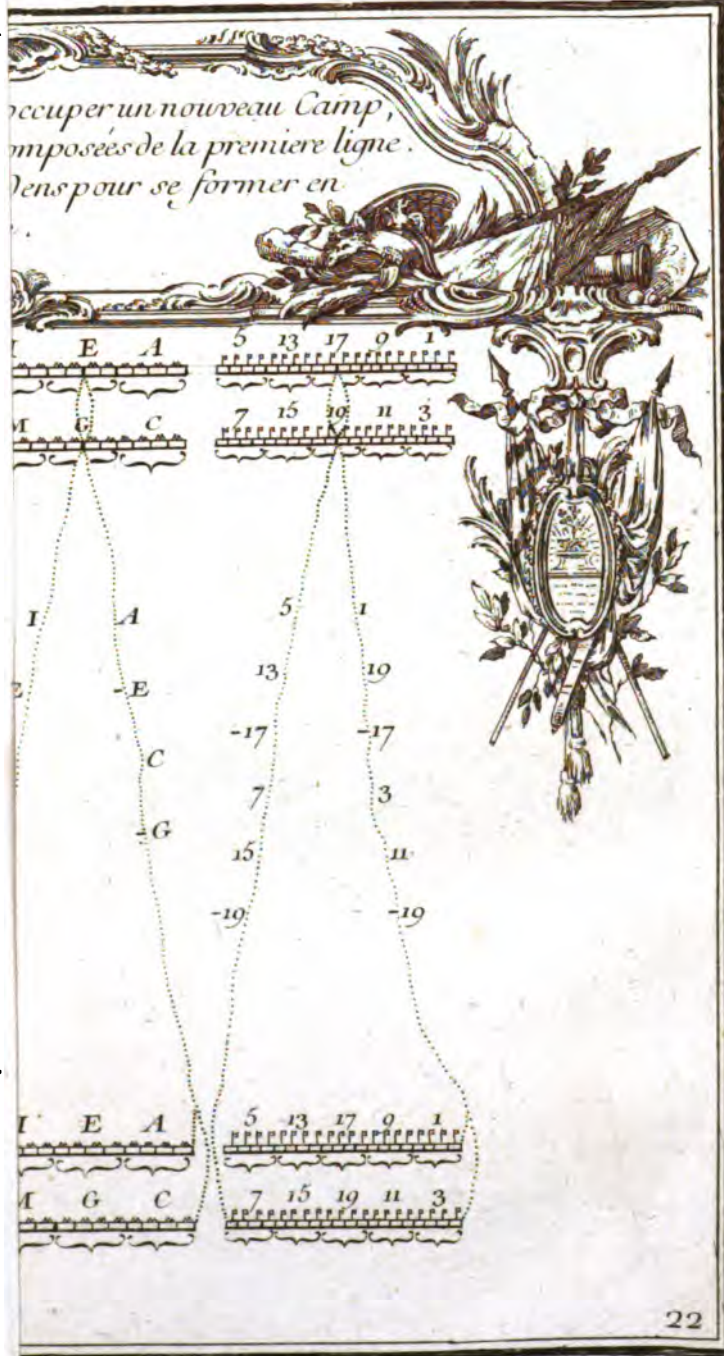 occuper un nouveau Camp,
omposées de la premiere ligne.
Dens pour se former en
I E A 5 13 17 9 1
M G C 7 15 19 11 3
I A 5 1
E -E 13 19
-17 -17
C 7 3
-G 15 11
-19 -19
I E A 5 13 17 9 1
M G C 7 15 19 11 3
22